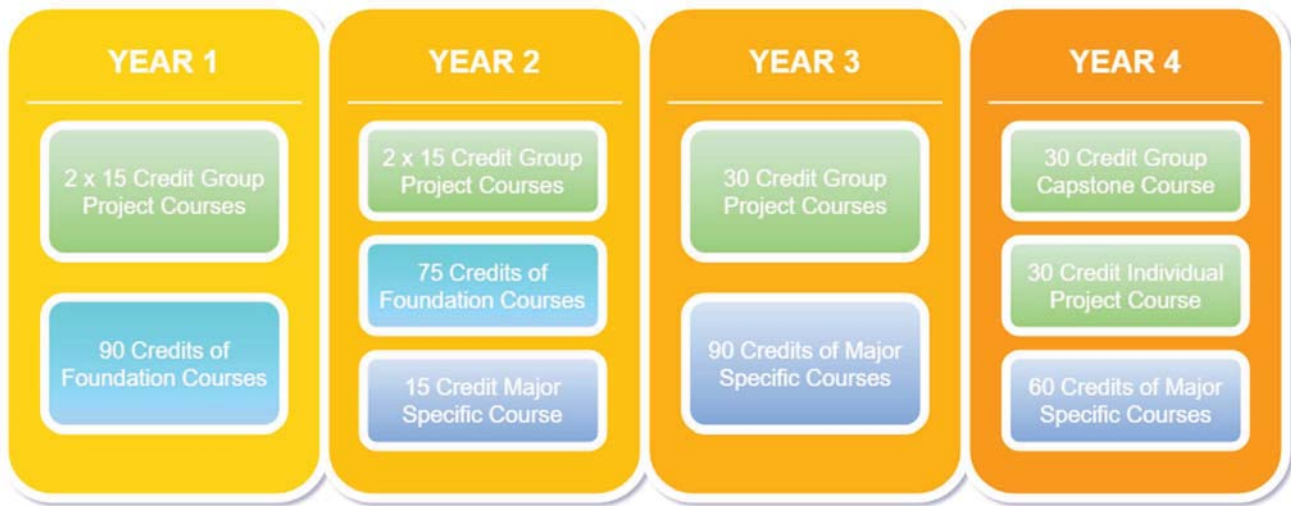 YEAR 1
2 x 15 Credit Group
Project Courses
90 Credits of
Foundation Courses
YEAR 2
2 x 15 Credit Group
Project Courses
75 Credits of
Foundation Courses
15 Credit Major
Specific Course
YEAR 3
30 Credit Group
Project Courses
90 Credits of Major
Specific Courses
YEAR 4
30 Credit Group
Capstone Course
30 Credit Individual
Project Course
60 Credits of Major
Specific Courses